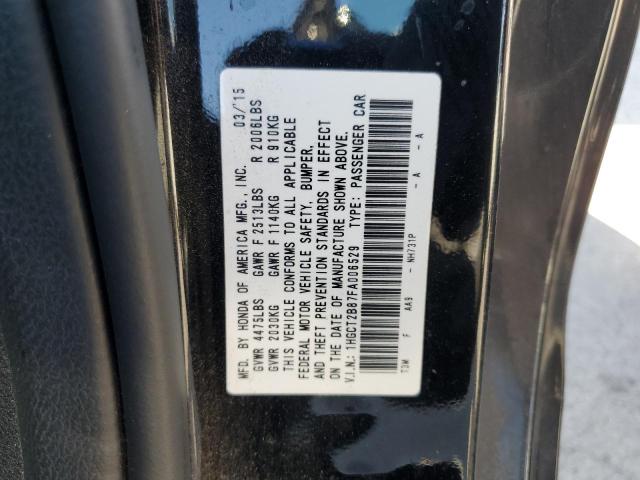 MFD. BY HONDA OF AMERICA MFG., INC. 03/'15
GVWR 4475LBS GAWR F 2513LBS R 2006LBS
GVWR 2030KG GAWR F 1140KG R 910KG
THIS VEHICLE CONFORMS TO ALL APPLICABLE
FEDERAL MOTOR VEHICLE SAFETY, BUMPER,
AND THEFT PREVENTION STANDARDS IN EFFECT
ON THE DATE OF MANUFACTURE SHOWN ABOVE.
V.I.N.: 1HGCT2B87FA006529 TYPE: PASSENGER CAR
T3M F AA9 - NH731P - A - A